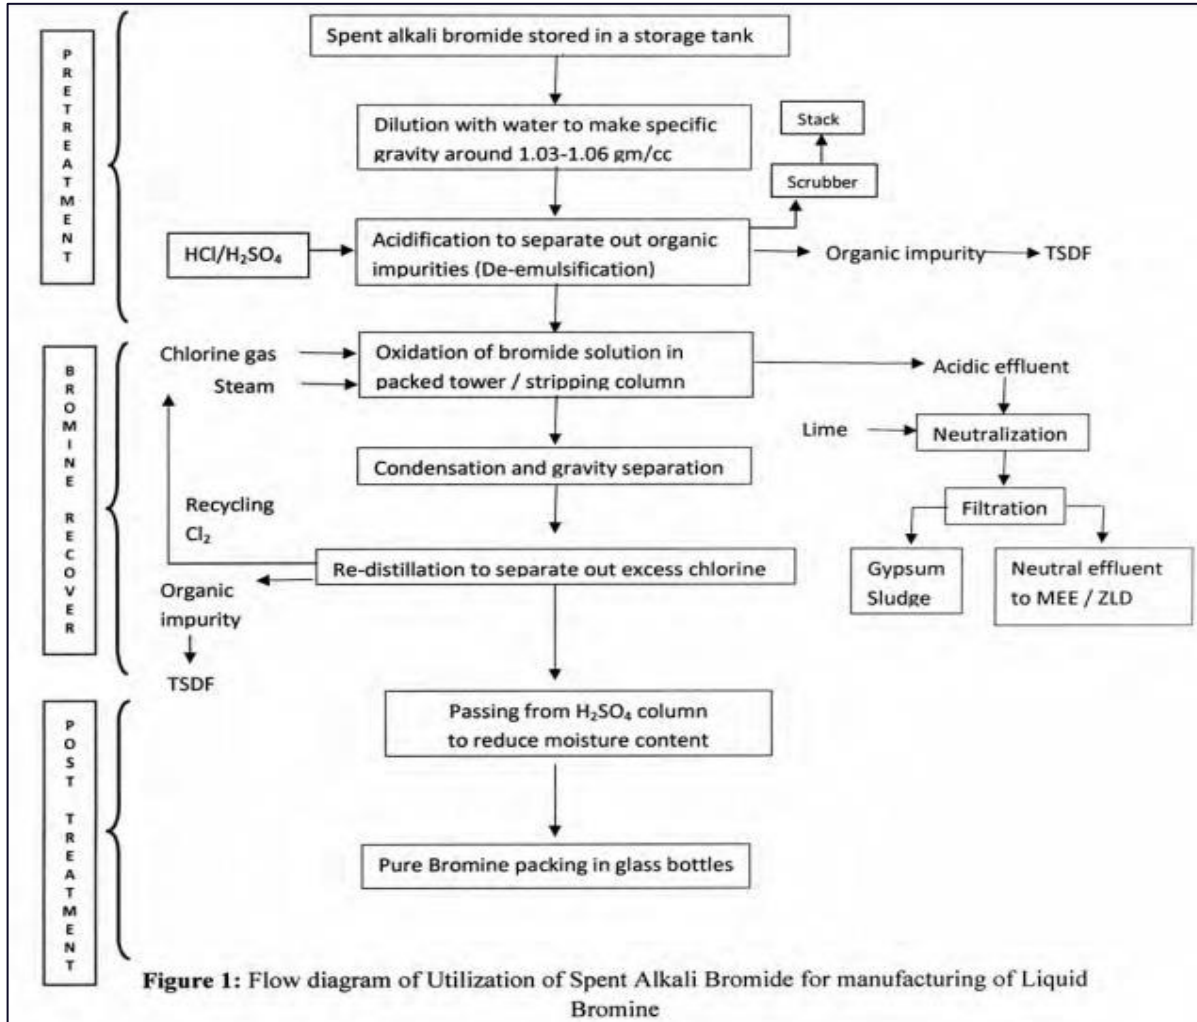 PRETREATMENT
Spent alkali bromide stored in a storage tank
Dilution with water to make specific
gravity around 1.03-1.06 gm/cc
Stack
Scrubber
HCl/H₂SO₄
Acidification to separate out organic
impurities (De-emulsification)
Organic impurity
TSDF
BROMINE RECOVER
Chlorine gas
Steam
Oxidation of bromide solution in
packed tower / stripping column
Acidic effluent
Lime
Neutralization
Condensation and gravity separation
Filtration
Recycling
Cl₂
Re-distillation to separate out excess chlorine
Gypsum
Sludge
Neutral effluent
to MEE / ZLD
Organic
impurity
TSDF
POST TREATMENT
Passing from H₂SO₄ column
to reduce moisture content
Pure Bromine packing in glass bottles
Figure 1: Flow diagram of Utilization of Spent Alkali Bromide for manufacturing of Liquid
Bromine